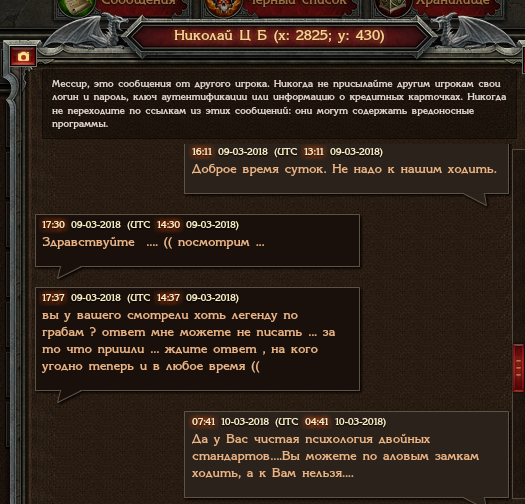 Сообщения Черный список Хранилище
Николай Ц Б (x: 2825; y: 430)
Мессир, это сообщения от другого игрока. Никогда не присылайте другим игрокам свои
логин и пароль, ключ аутентификации или информацию о кредитных карточках. Никогда
не переходите по ссылкам из этих сообщений: они могут содержать вредоносные
программы.
16:11 09-03-2018 (UTC 13:11 09-03-2018)
Доброе время суток. Не надо к нашим ходить.
17:30 09-03-2018 (UTC 14:30 09-03-2018)
Здравствуйте .... (( посмотрим ...
17:37 09-03-2018 (UTC 14:37 09-03-2018)
вы у вашего смотрели хоть легенду по
грабам ? ответ мне можете не писать ... за
то что пришли ... ждите ответ , на кого
угодно теперь и в любое время ((
07:41 10-03-2018 (UTC 04:41 10-03-2018)
Да у Вас чистая психология двойных
стандартов....Вы можете по аловым замкам
ходить, а к Вам нельзя....